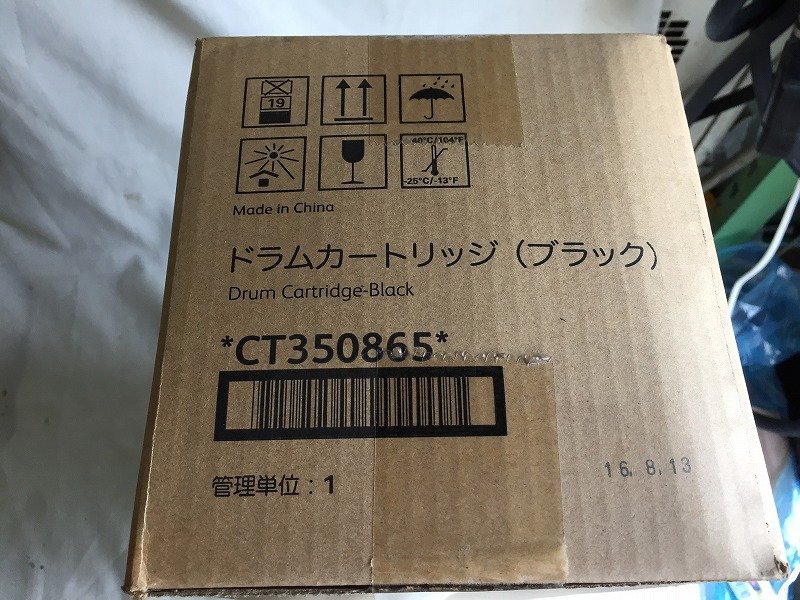 19
40°C/104°F
-25°C/-13°F
Made in China
ドラムカートリッジ（ブラック）
Drum Cartridge-Black
*CT350865*
管理単位：1
16.8.13